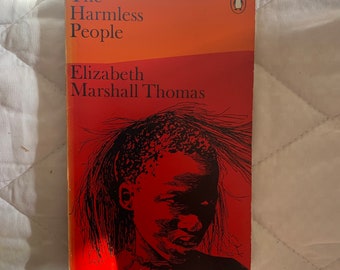 The
Harmless
People
Elizabeth
Marshall Thomas